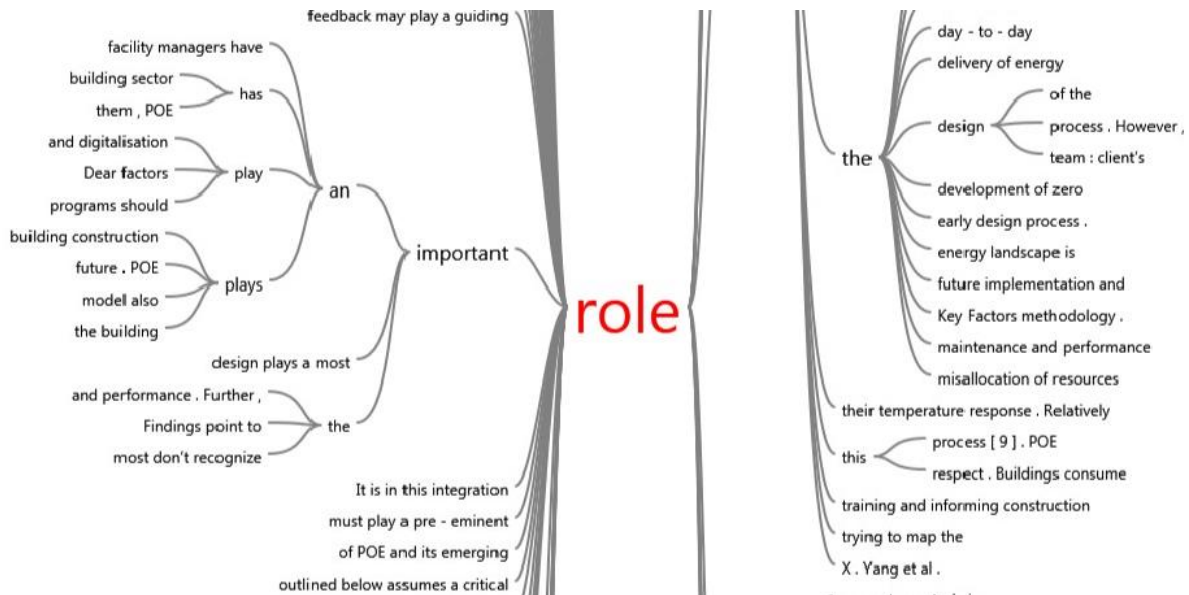 feedback may play a guiding
facility managers have
building sector
has
them , POE
and digitalisation
Dear factors
play
programs should
an
building construction
future . POE
plays
model also
the building
important
design plays a most
and performance . Further ,
Findings point to
the
most don't recognize
It is in this integration
must play a pre - eminent
of POE and its emerging
outlined below assumes a critical
role
day - to - day
delivery of energy
of the
design
process . However ,
team : client's
the
development of zero
early design process .
energy landscape is
future implementation and
Key Factors methodology .
maintenance and performance
misallocation of resources
their temperature response . Relatively
process [ 9 ] . POE
this
respect . Buildings consume
training and informing construction
trying to map the
X . Yang et al .